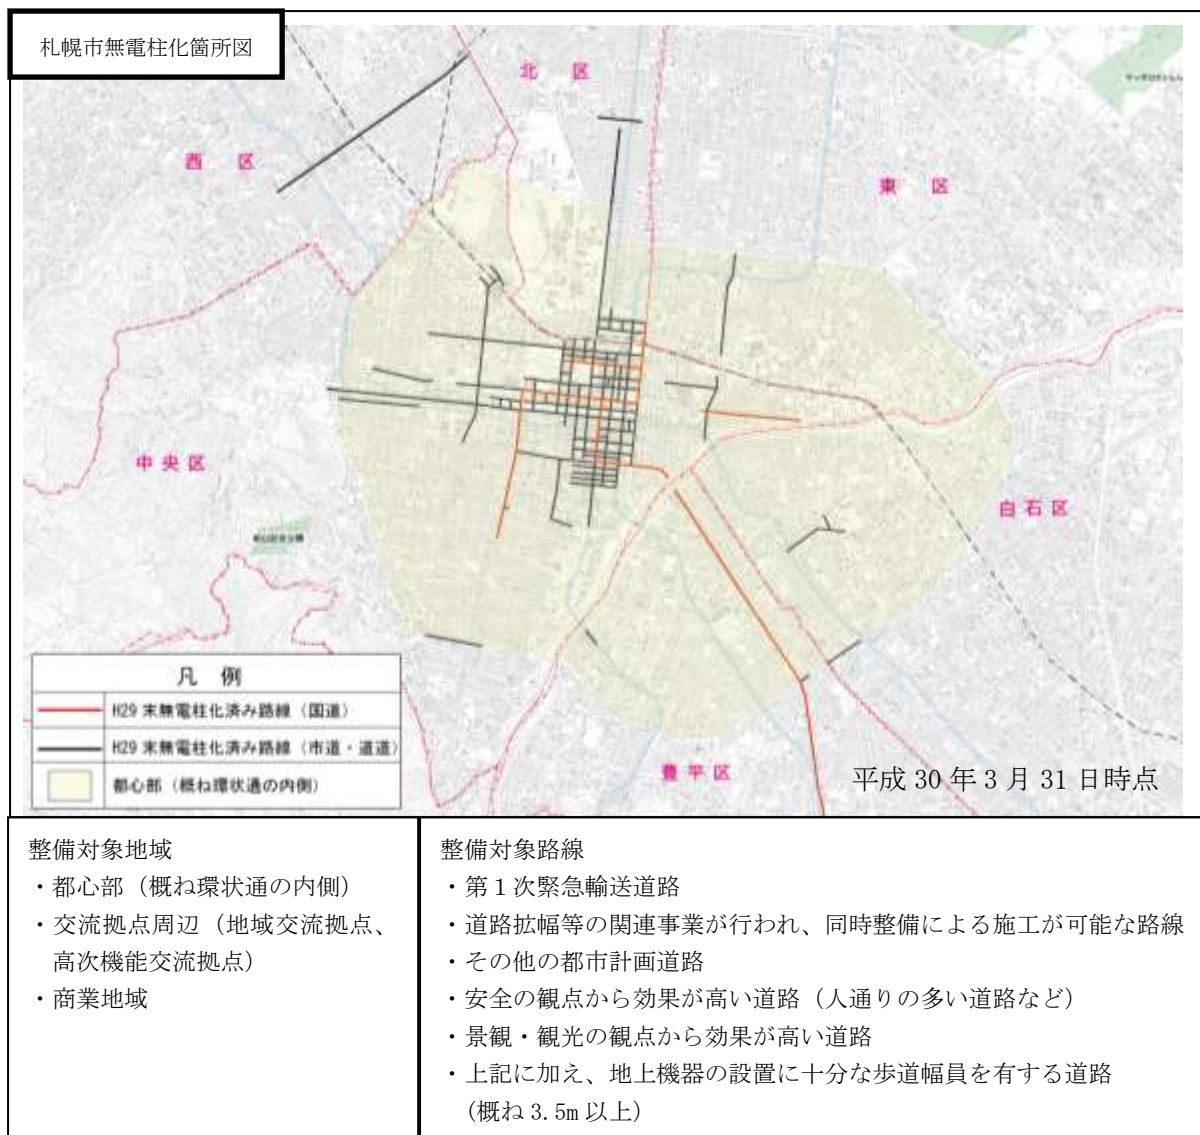 札幌市無電柱化箇所図
北 区
西 区
東 区
中央区
白石区
豊平区
凡 例
H29 末無電柱化済み路線（国道）
H29 末無電柱化済み路線（市道・道道）
都心部（概ね環状通の内側）
平成 30 年 3 月 31 日時点
整備対象地域
・都心部（概ね環状通の内側）
・交流拠点周辺（地域交流拠点、
高次機能交流拠点）
・商業地域
整備対象路線
・第１次緊急輸送道路
・道路拡幅等の関連事業が行われ、同時整備による施工が可能な路線
・その他の都市計画道路
・安全の観点から効果が高い道路（人通りの多い道路など）
・景観・観光の観点から効果が高い道路
・上記に加え、地上機器の設置に十分な歩道幅員を有する道路
（概ね 3.5m 以上）